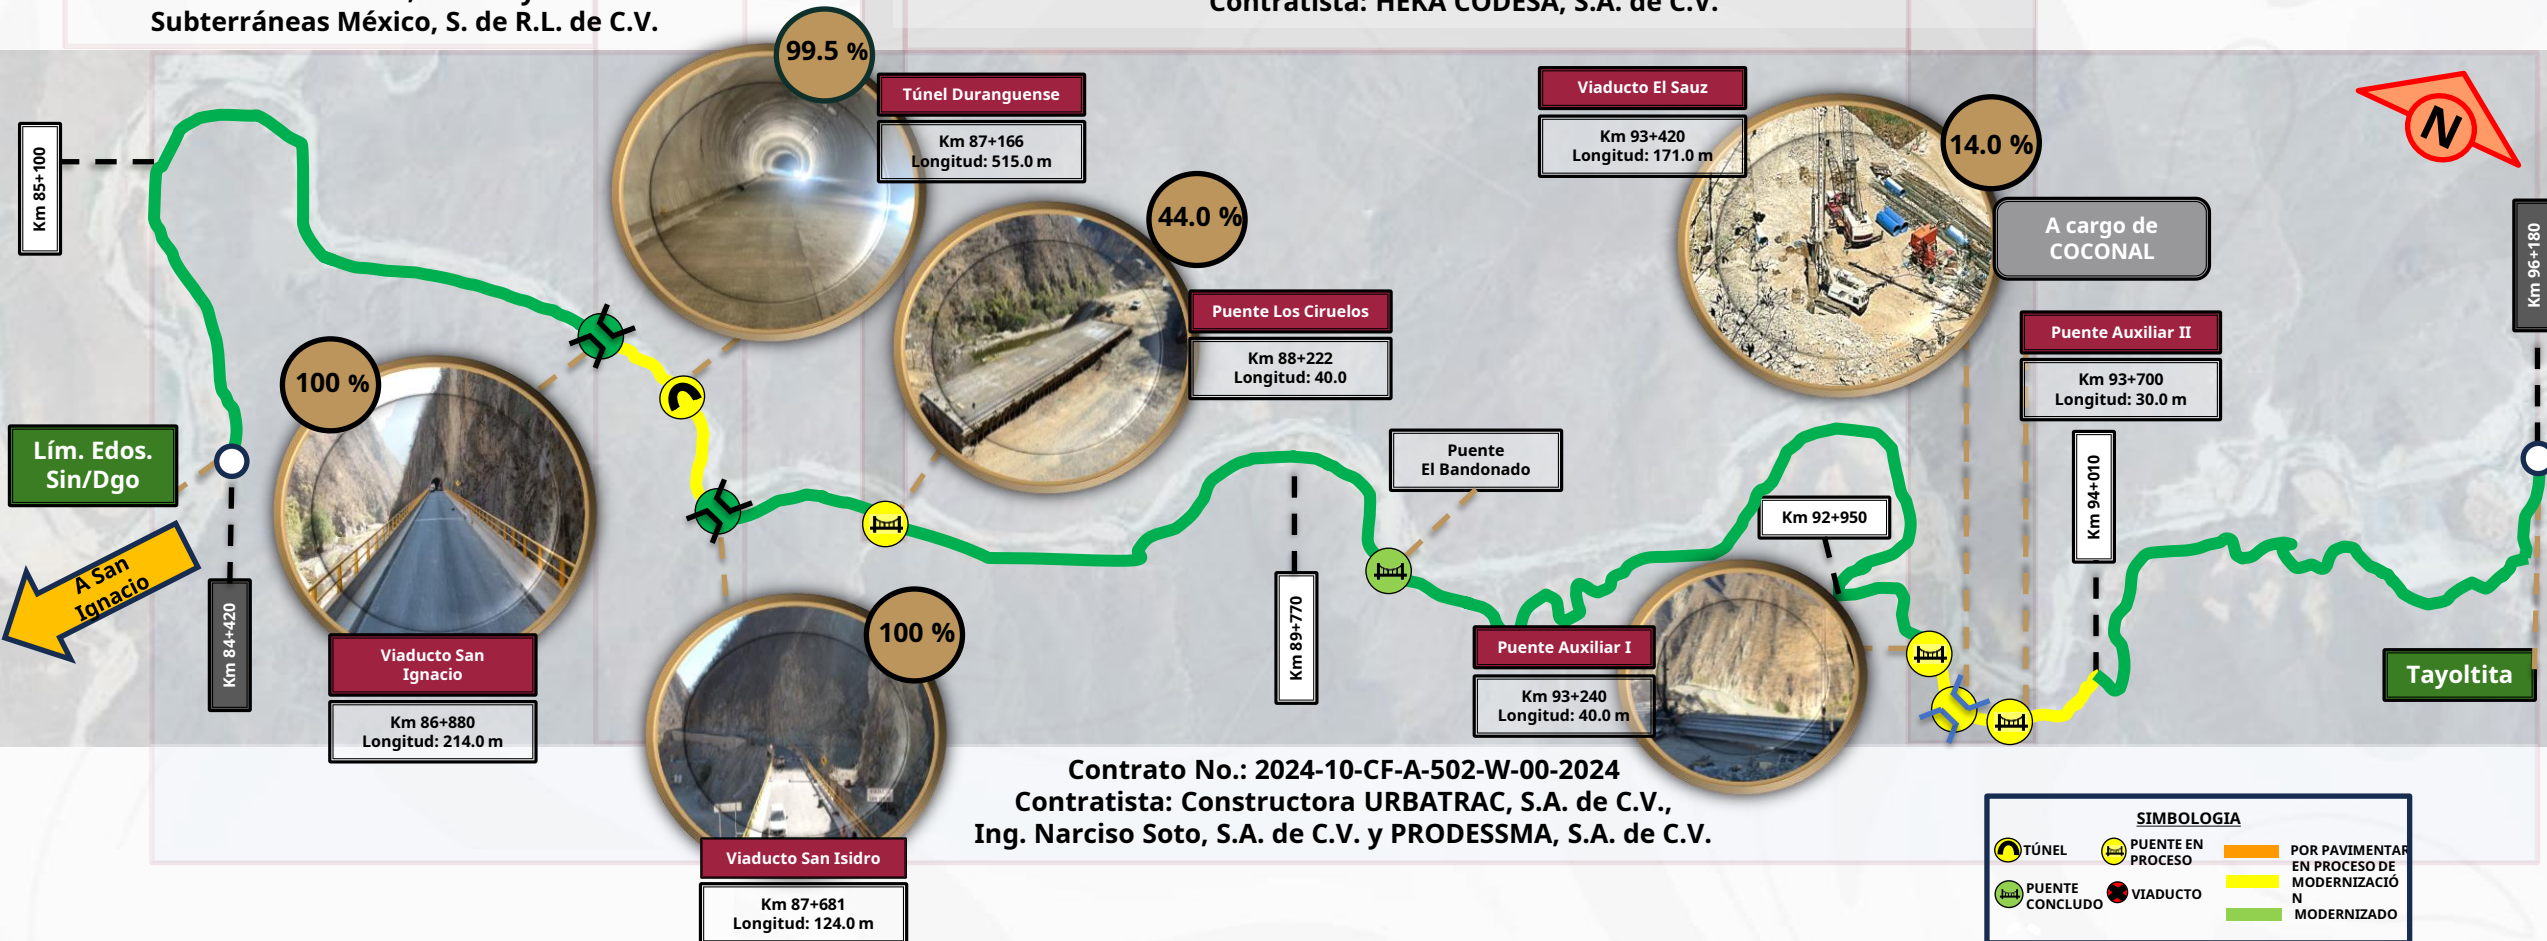 Subterráneas México, S. de R.L. de C.V.
Contratista: HEKA CODESA, S.A. de C.V.
99.5 %
Túnel Duranguense
Km 87+166
Longitud: 515.0 m
Viaducto El Sauz
Km 93+420
Longitud: 171.0 m
14.0 %
N
Km 85+100
44.0 %
A cargo de
COCONAL
Km 96+180
Puente Los Ciruelos
Km 88+222
Longitud: 40.0
Puente Auxiliar II
Km 93+700
Longitud: 30.0 m
100 %
Lím. Edos.
Sin/Dgo
Puente
El Bandonado
Km 94+010
Km 92+950
A San
Ignacio
Km 84+420
Km 89+770
100 %
Viaducto San
Ignacio
Km 86+880
Longitud: 214.0 m
Puente Auxiliar I
Km 93+240
Longitud: 40.0 m
Tayoltita
Contrato No.: 2024-10-CF-A-502-W-00-2024
Contratista: Constructora URBATRAC, S.A. de C.V.,
Ing. Narciso Soto, S.A. de C.V. y PRODESSMA, S.A. de C.V.
Viaducto San Isidro
Km 87+681
Longitud: 124.0 m
SIMBOLOGIA
TÚNEL
PUENTE EN
PROCESO
POR PAVIMENTAR
EN PROCESO DE
MODERNIZACIÓ
N
PUENTE
CONCLUDO
VIADUCTO
MODERNIZADO